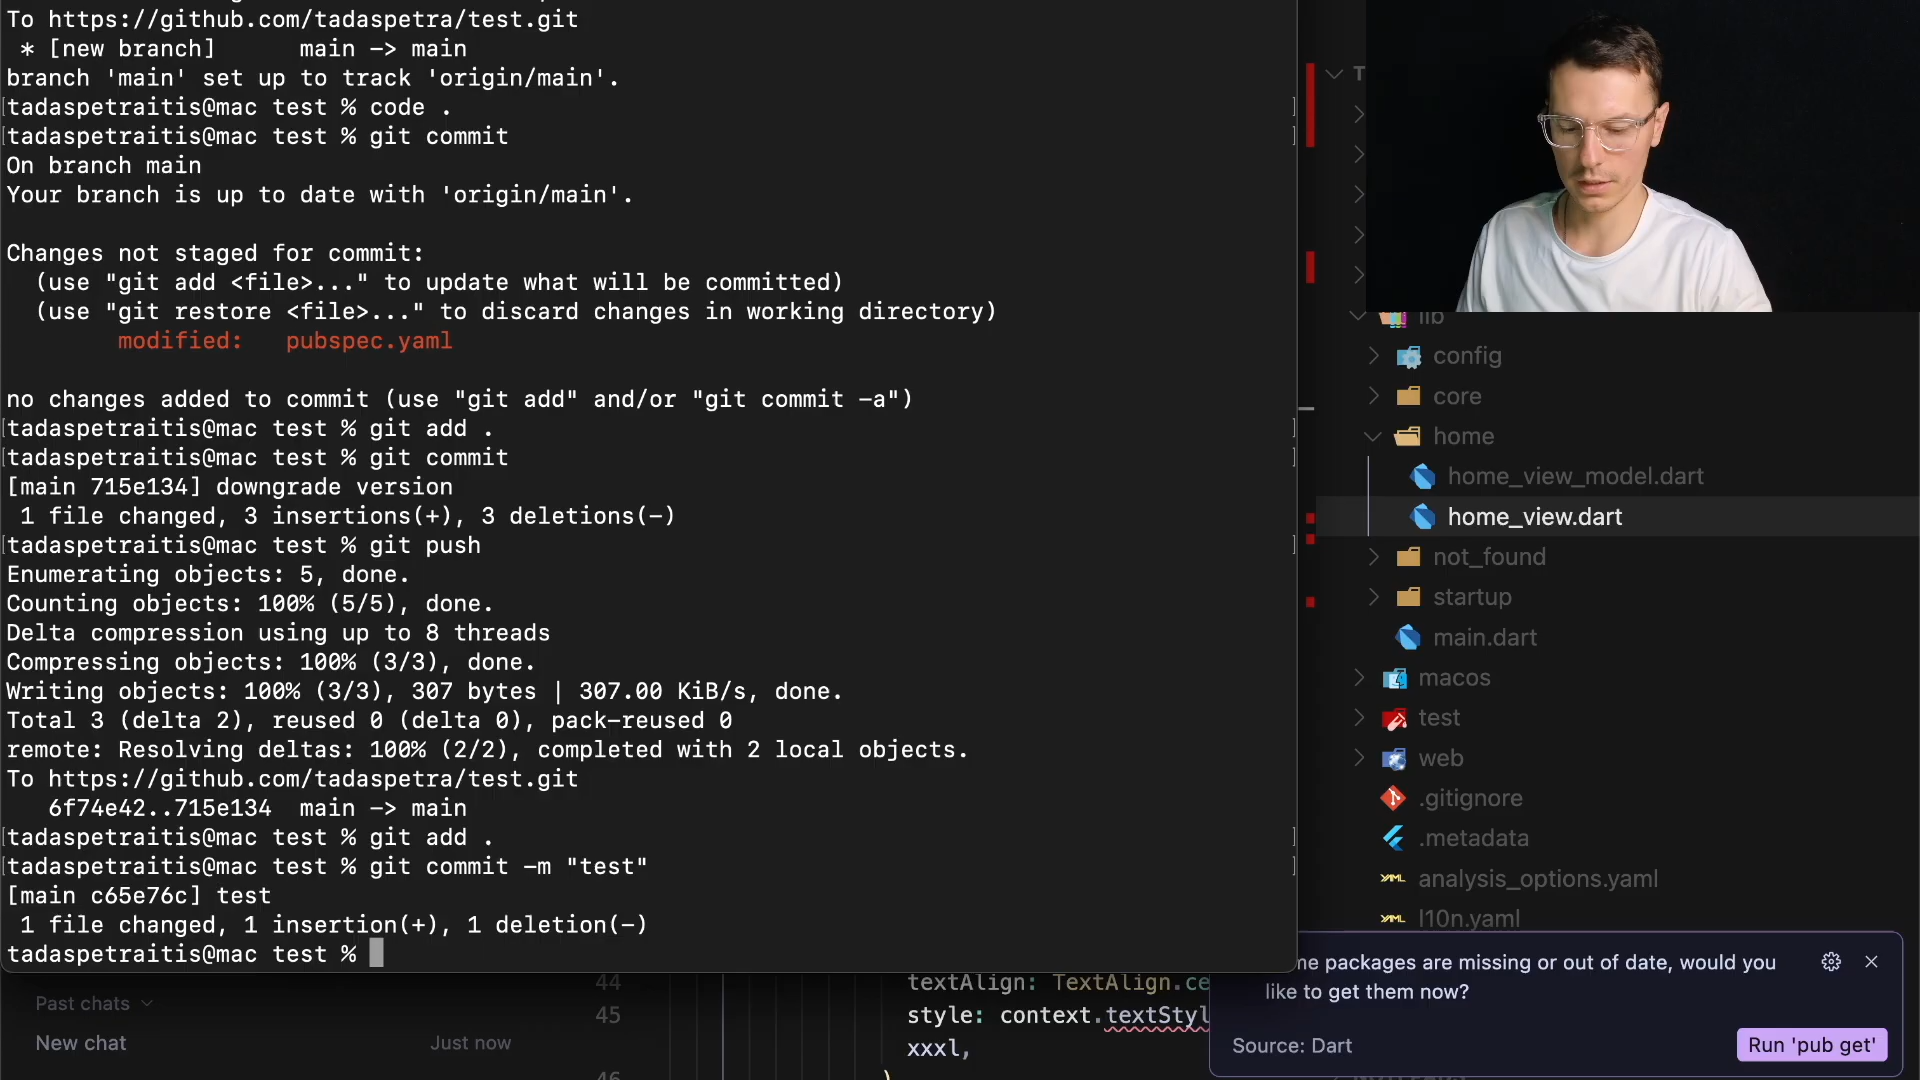 To https://github.com/tadaspetra/test.git
 * [new branch]      main -> main
branch 'main' set up to track 'origin/main'.
[tadaspetraitis@mac test % code .
[tadaspetraitis@mac test % git commit
On branch main
Your branch is up to date with 'origin/main'.
Changes not staged for commit:
  (use "git add <file>..." to update what will be committed)
  (use "git restore <file>..." to discard changes in working directory)
        modified:   pubspec.yaml
no changes added to commit (use "git add" and/or "git commit -a")
[tadaspetraitis@mac test % git add .
[tadaspetraitis@mac test % git commit
[main 715e134] downgrade version
 1 file changed, 3 insertions(+), 3 deletions(-)
[tadaspetraitis@mac test % git push
Enumerating objects: 5, done.
Counting objects: 100% (5/5), done.
Delta compression using up to 8 threads
Compressing objects: 100% (3/3), done.
Writing objects: 100% (3/3), 307 bytes | 307.00 KiB/s, done.
Total 3 (delta 2), reused 0 (delta 0), pack-reused 0
remote: Resolving deltas: 100% (2/2), completed with 2 local objects.
To https://github.com/tadaspetra/test.git
   6f74e42..715e134  main -> main
[tadaspetraitis@mac test % git add .
[tadaspetraitis@mac test % git commit -m "test"
[main c65e76c] test
 1 file changed, 1 insertion(+), 1 deletion(-)
tadaspetraitis@mac test %
T
lib
config
core
home
home_view_model.dart
home_view.dart
not_found
startup
main.dart
macos
test
web
.gitignore
.metadata
analysis_options.yaml
l10n.yaml
Past chats
New chat
Just now
44
textAlign: TextAlign.ce
45
style: context.textStyl
xxxl,
46
)
packages are missing or out of date, would you
like to get them now?
Source: Dart
Run 'pub get'